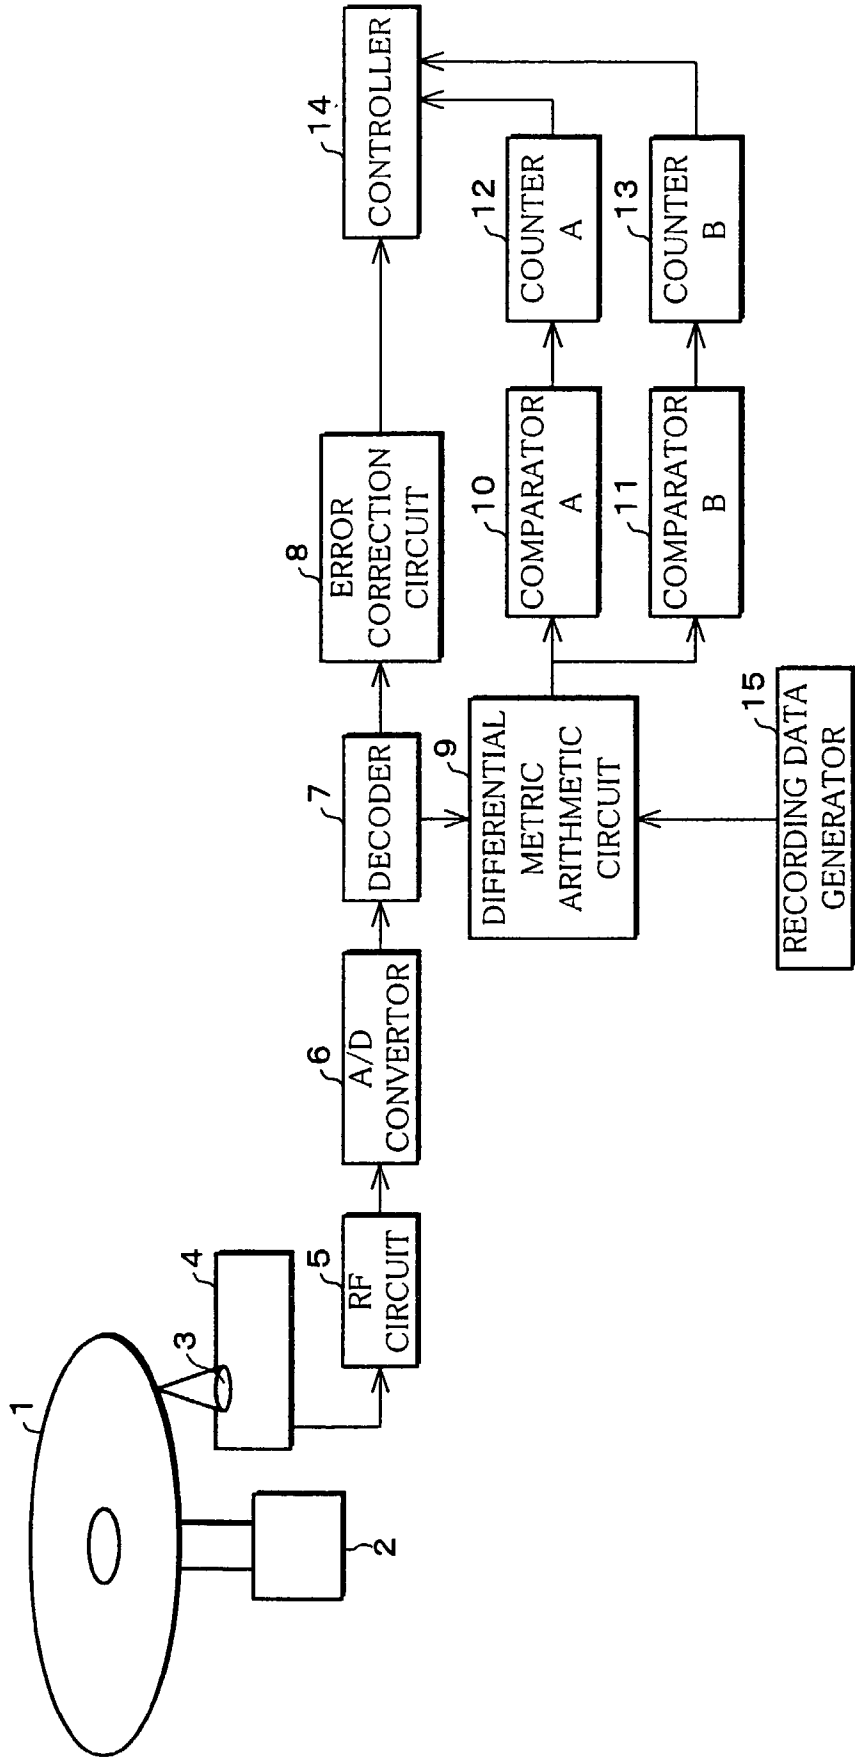 1
2
3
4
5
RF
CIRCUIT
6
A/D
CONVERTOR
7
DECODER
8
ERROR
CORRECTION
CIRCUIT
14
CONTROLLER
9
DIFFERENTIAL
METRIC
ARITHMETIC
CIRCUIT
10
COMPARATOR
A
12
COUNTER
A
11
COMPARATOR
B
13
COUNTER
B
15
RECORDING DATA
GENERATOR